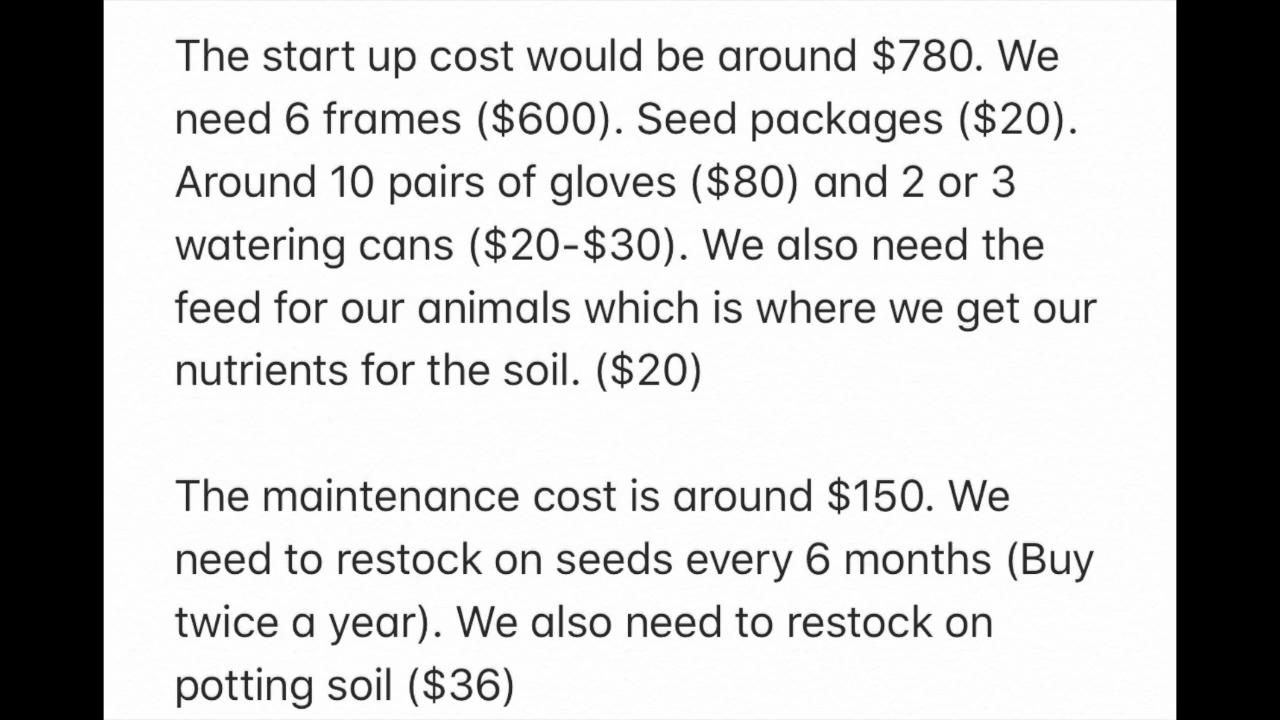 The start up cost would be around $780. We
need 6 frames ($600). Seed packages ($20).
Around 10 pairs of gloves ($80) and 2 or 3
watering cans ($20-$30). We also need the
feed for our animals which is where we get our
nutrients for the soil. ($20)
The maintenance cost is around $150. We
need to restock on seeds every 6 months (Buy
twice a year). We also need to restock on
potting soil ($36)